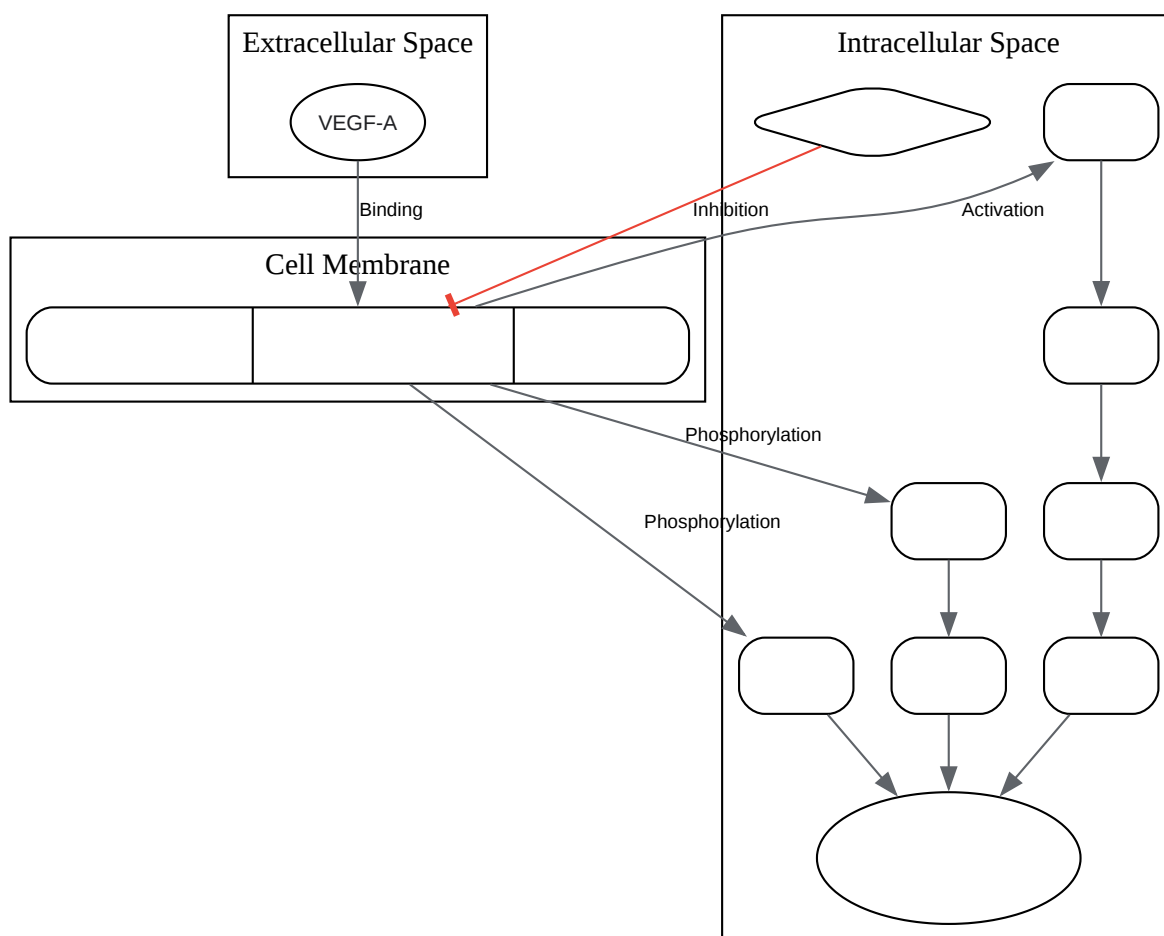 Extracellular Space
Intracellular Space
VEGF-A
Binding
Inhibition
Activation
Cell Membrane
Phosphorylation
Phosphorylation